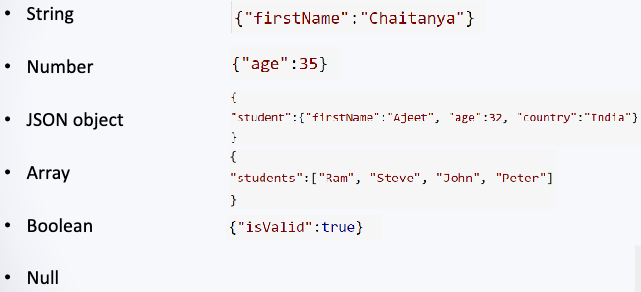 • String {"firstName":"Chaitanya"}
• Number {"age":35}
{
• JSON object "student":{"firstName":"Ajeet", "age":32, "country":"India"}
}
{
• Array "students":["Ram", "Steve", "John", "Peter"]
}
• Boolean {"isValid":true}
• Null